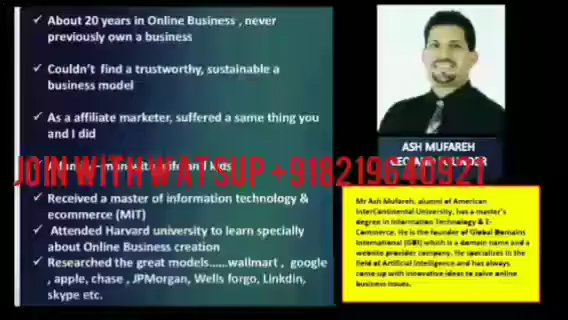 About 20 years in Online Business , never
previously own a business
Couldn't find a trustworthy, sustainable a
business model
As a affiliate marketer, suffered a same thing you
and I did
JOIN WITH WATSUP +918219640921
Received a master of information technology &
ecommerce (MIT)
Attended Harvard university to learn specially
about Online Business creation
Researched the great models......wallmart , google
, apple, chase , JPMorgan, Wells forgo, Linkdin,
skype etc.
ASH MUFAREH
Mr Ash Mufareh, alumni of American
InterContinental University, has a master's
degree in Information Technology & E-
Commerce. He is the founder of Global Domains
International (GDI) which is a domain name and a
website provider company. He specializes in the
field of Artificial Intelligence and has always
came up with innovative ideas to solve online
business issues.